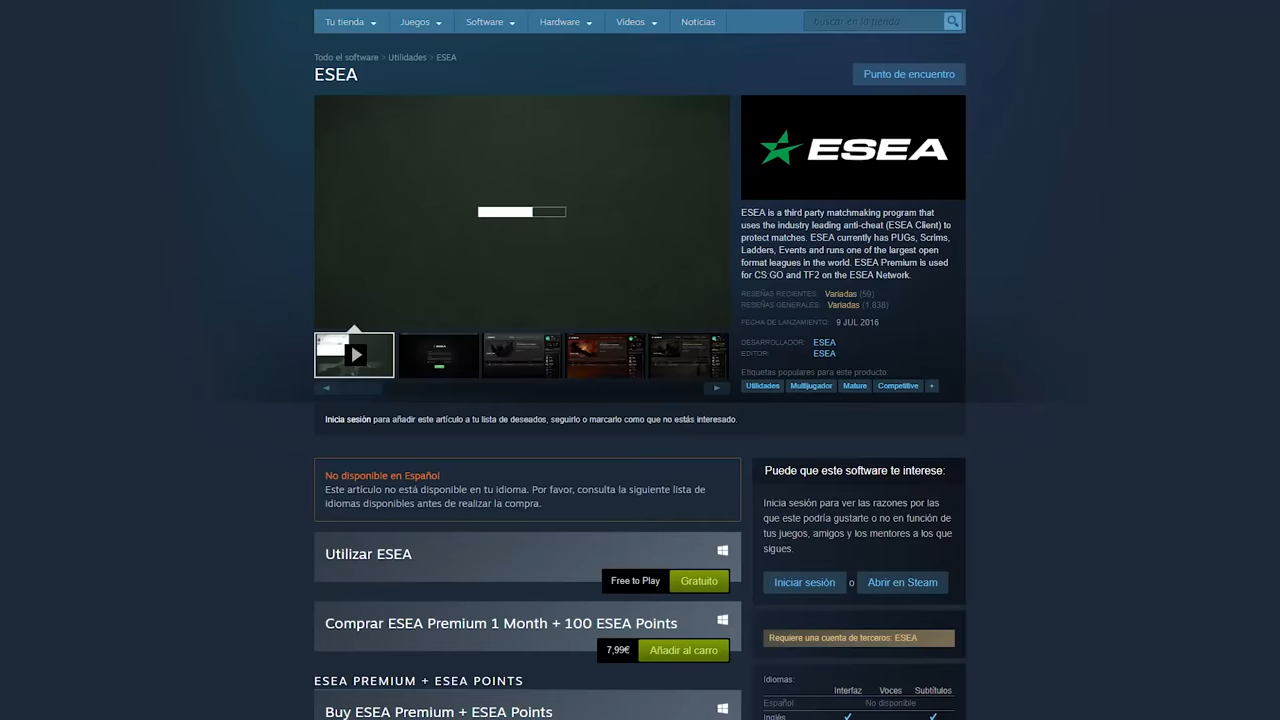 Tu tienda
Juegos
Software
Hardware
Vídeos
Noticias
buscar en la tienda
Todo el software > Utilidades > ESEA
ESEA
Punto de encuentro
ESEA
ESEA is a third party matchmaking program that
uses the industry leading anti-cheat (ESEA Client) to
protect matches. ESEA currently has PUGs, Scrims,
Ladders, Events and runs one of the largest open
format leagues in the world. ESEA Premium is used
for CS:GO and TF2 on the ESEA Network.
RESEÑAS RECIENTES: Variadas (59)
RESEÑAS GENERALES: Variadas (1,838)
FECHA DE LANZAMIENTO: 9 JUL 2016
DESARROLLADOR: ESEA
EDITOR: ESEA
Etiquetas populares para este producto:
Utilidades
Multijugador
Mature
Competitive
+
Inicia sesión para añadir este artículo a tu lista de deseados, seguirlo o marcarlo como que no estás interesado.
No disponible en Español
Este artículo no está disponible en tu idioma. Por favor, consulta la siguiente lista de
idiomas disponibles antes de realizar la compra.
Utilizar ESEA
Free to Play
Gratuito
Comprar ESEA Premium 1 Month + 100 ESEA Points
7,99€
Añadir al carro
ESEA PREMIUM + ESEA POINTS
Buy ESEA Premium + ESEA Points
Puede que este software te interese:
Inicia sesión para ver las razones por las
que este podría gustarte o no en función de
tus juegos, amigos y los mentores a los que
sigues.
Iniciar sesión o Abrir en Steam
Requiere una cuenta de terceros: ESEA
Idiomas:
Interfaz
Voces
Subtítulos
Español
No disponible
Inglés